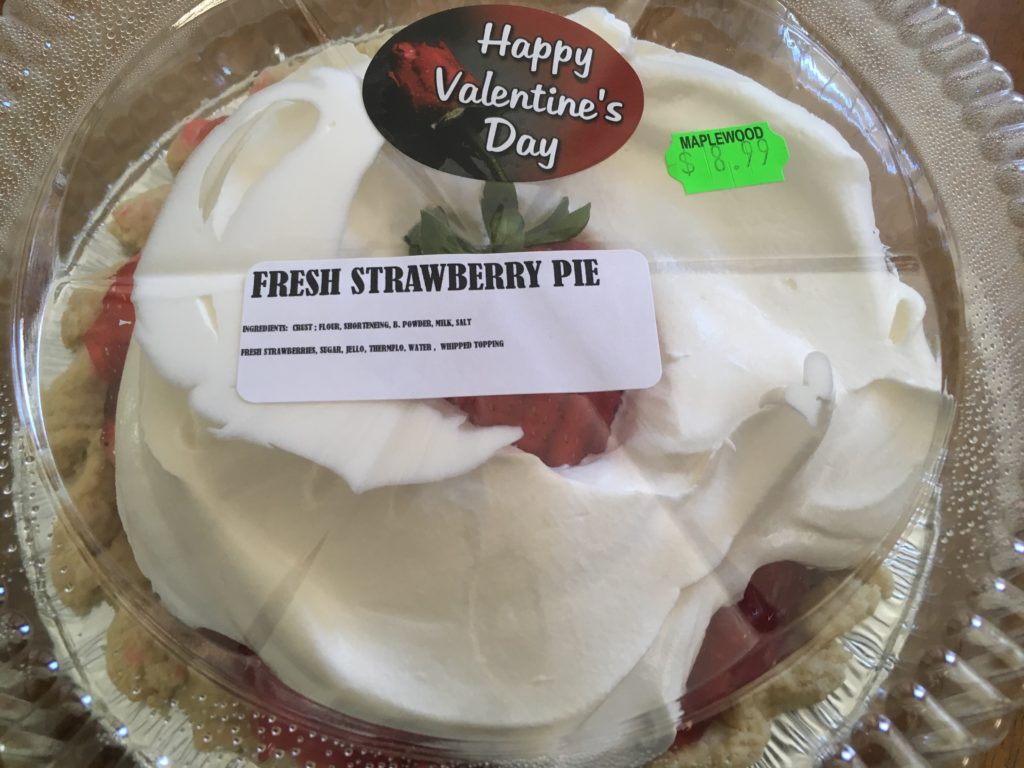 Happy
Valentine's
Day
MAPLEWOOD
$ 8.99
FRESH STRAWBERRY PIE
INGREDIENTS: CRUST ; FLOUR, SHORTENEING, B. POWDER, MILK, SALT
FRESH STRAWBERRIES, SUGAR, JELLO, THERMFLO, WATER , WHIPPED TOPPING